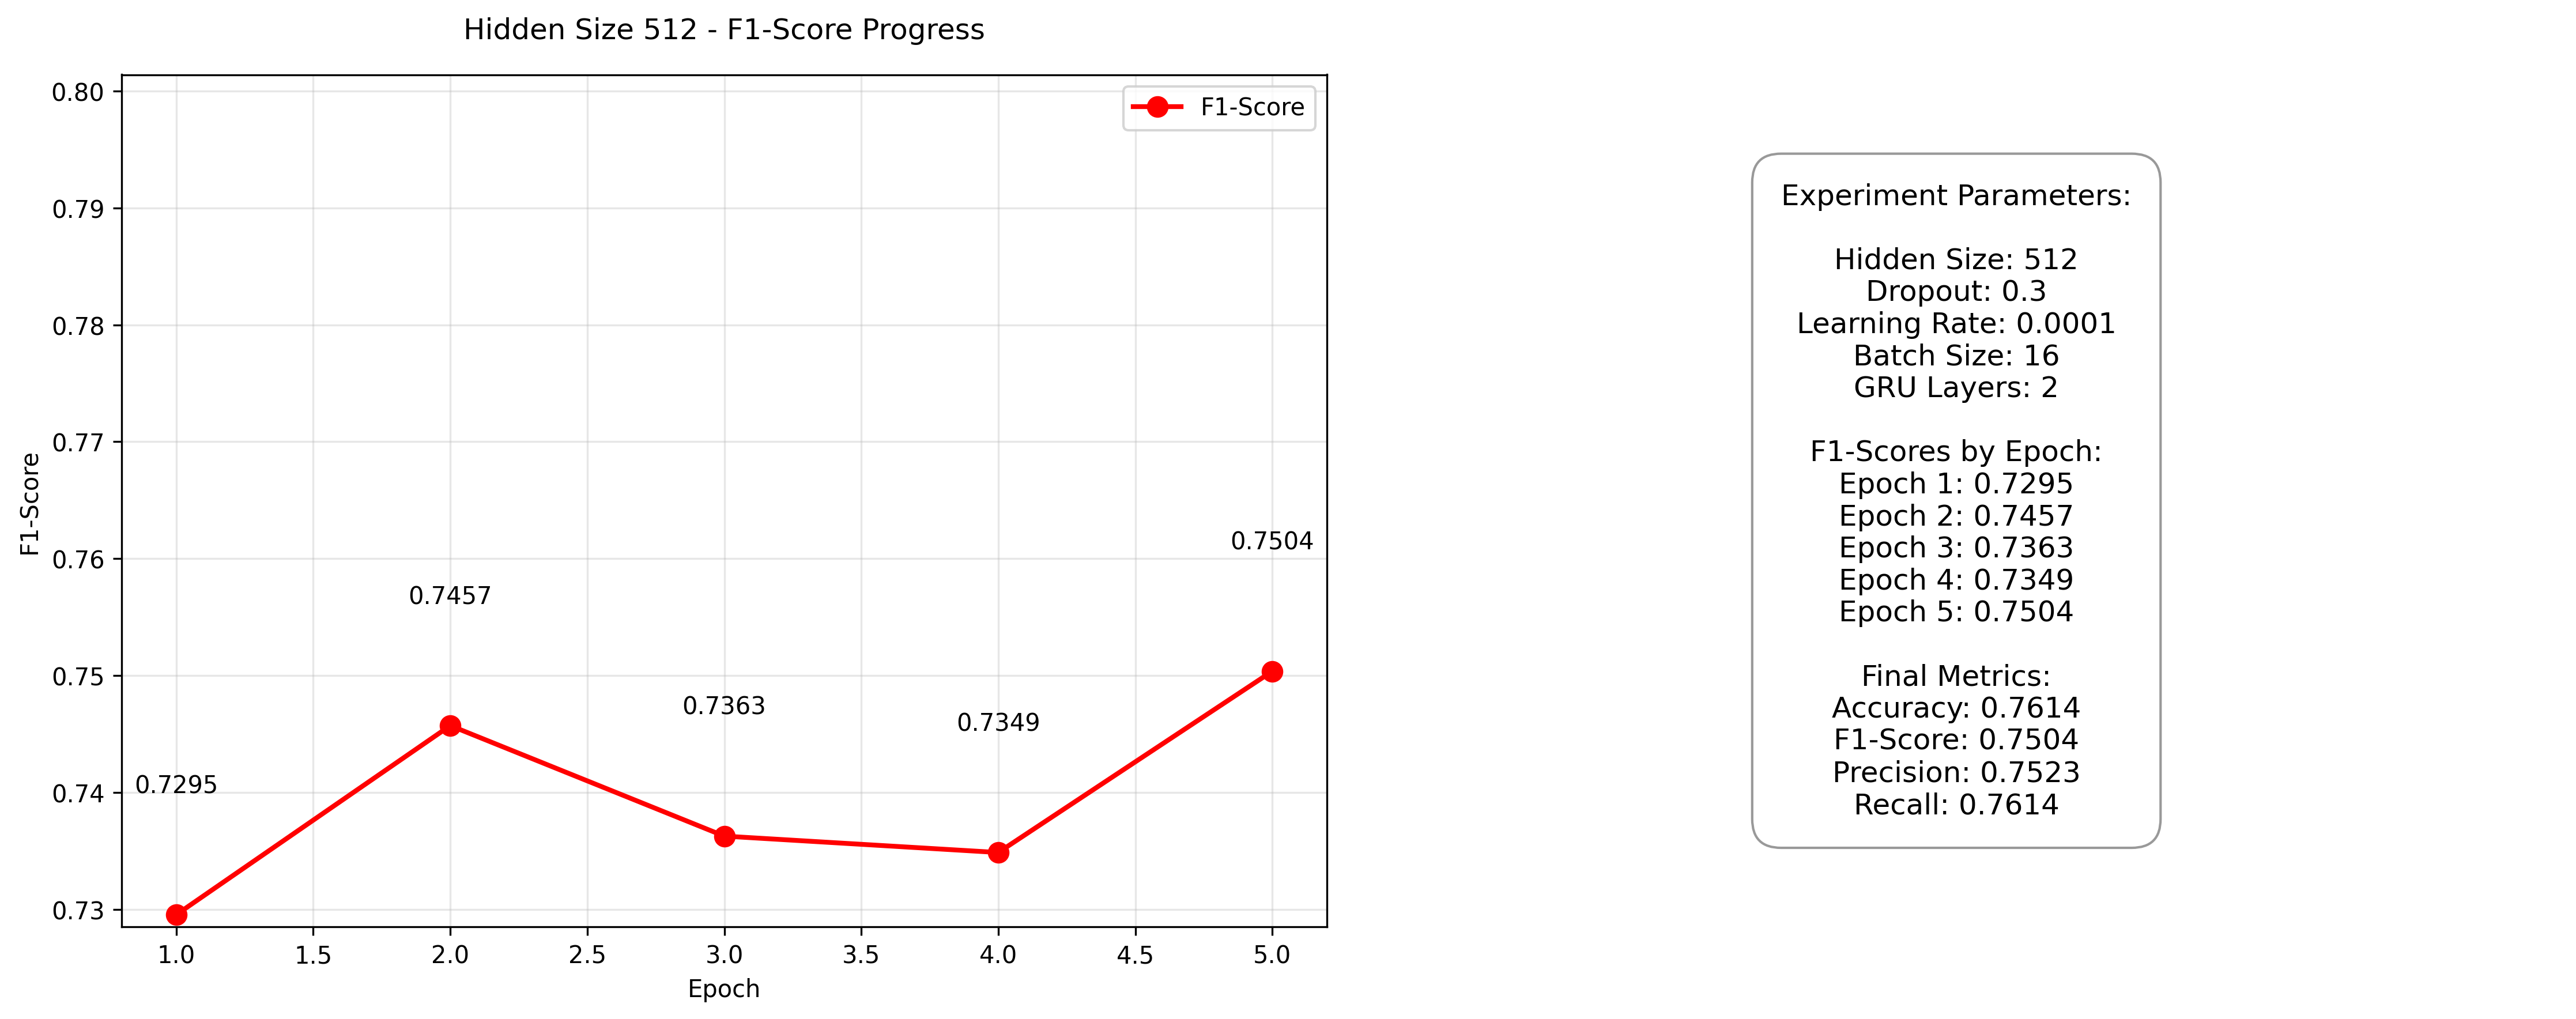 Hidden Size 512 - F1-Score Progress
F1-Score
0.80
0.79
0.78
0.77
0.76
0.75
0.74
0.73
F1-Score
0.7295
0.7457
0.7363
0.7349
0.7504
1.0 1.5 2.0 2.5 3.0 3.5 4.0 4.5 5.0
Epoch
Experiment Parameters:
Hidden Size: 512
Dropout: 0.3
Learning Rate: 0.0001
Batch Size: 16
GRU Layers: 2
F1-Scores by Epoch:
Epoch 1: 0.7295
Epoch 2: 0.7457
Epoch 3: 0.7363
Epoch 4: 0.7349
Epoch 5: 0.7504
Final Metrics:
Accuracy: 0.7614
F1-Score: 0.7504
Precision: 0.7523
Recall: 0.7614